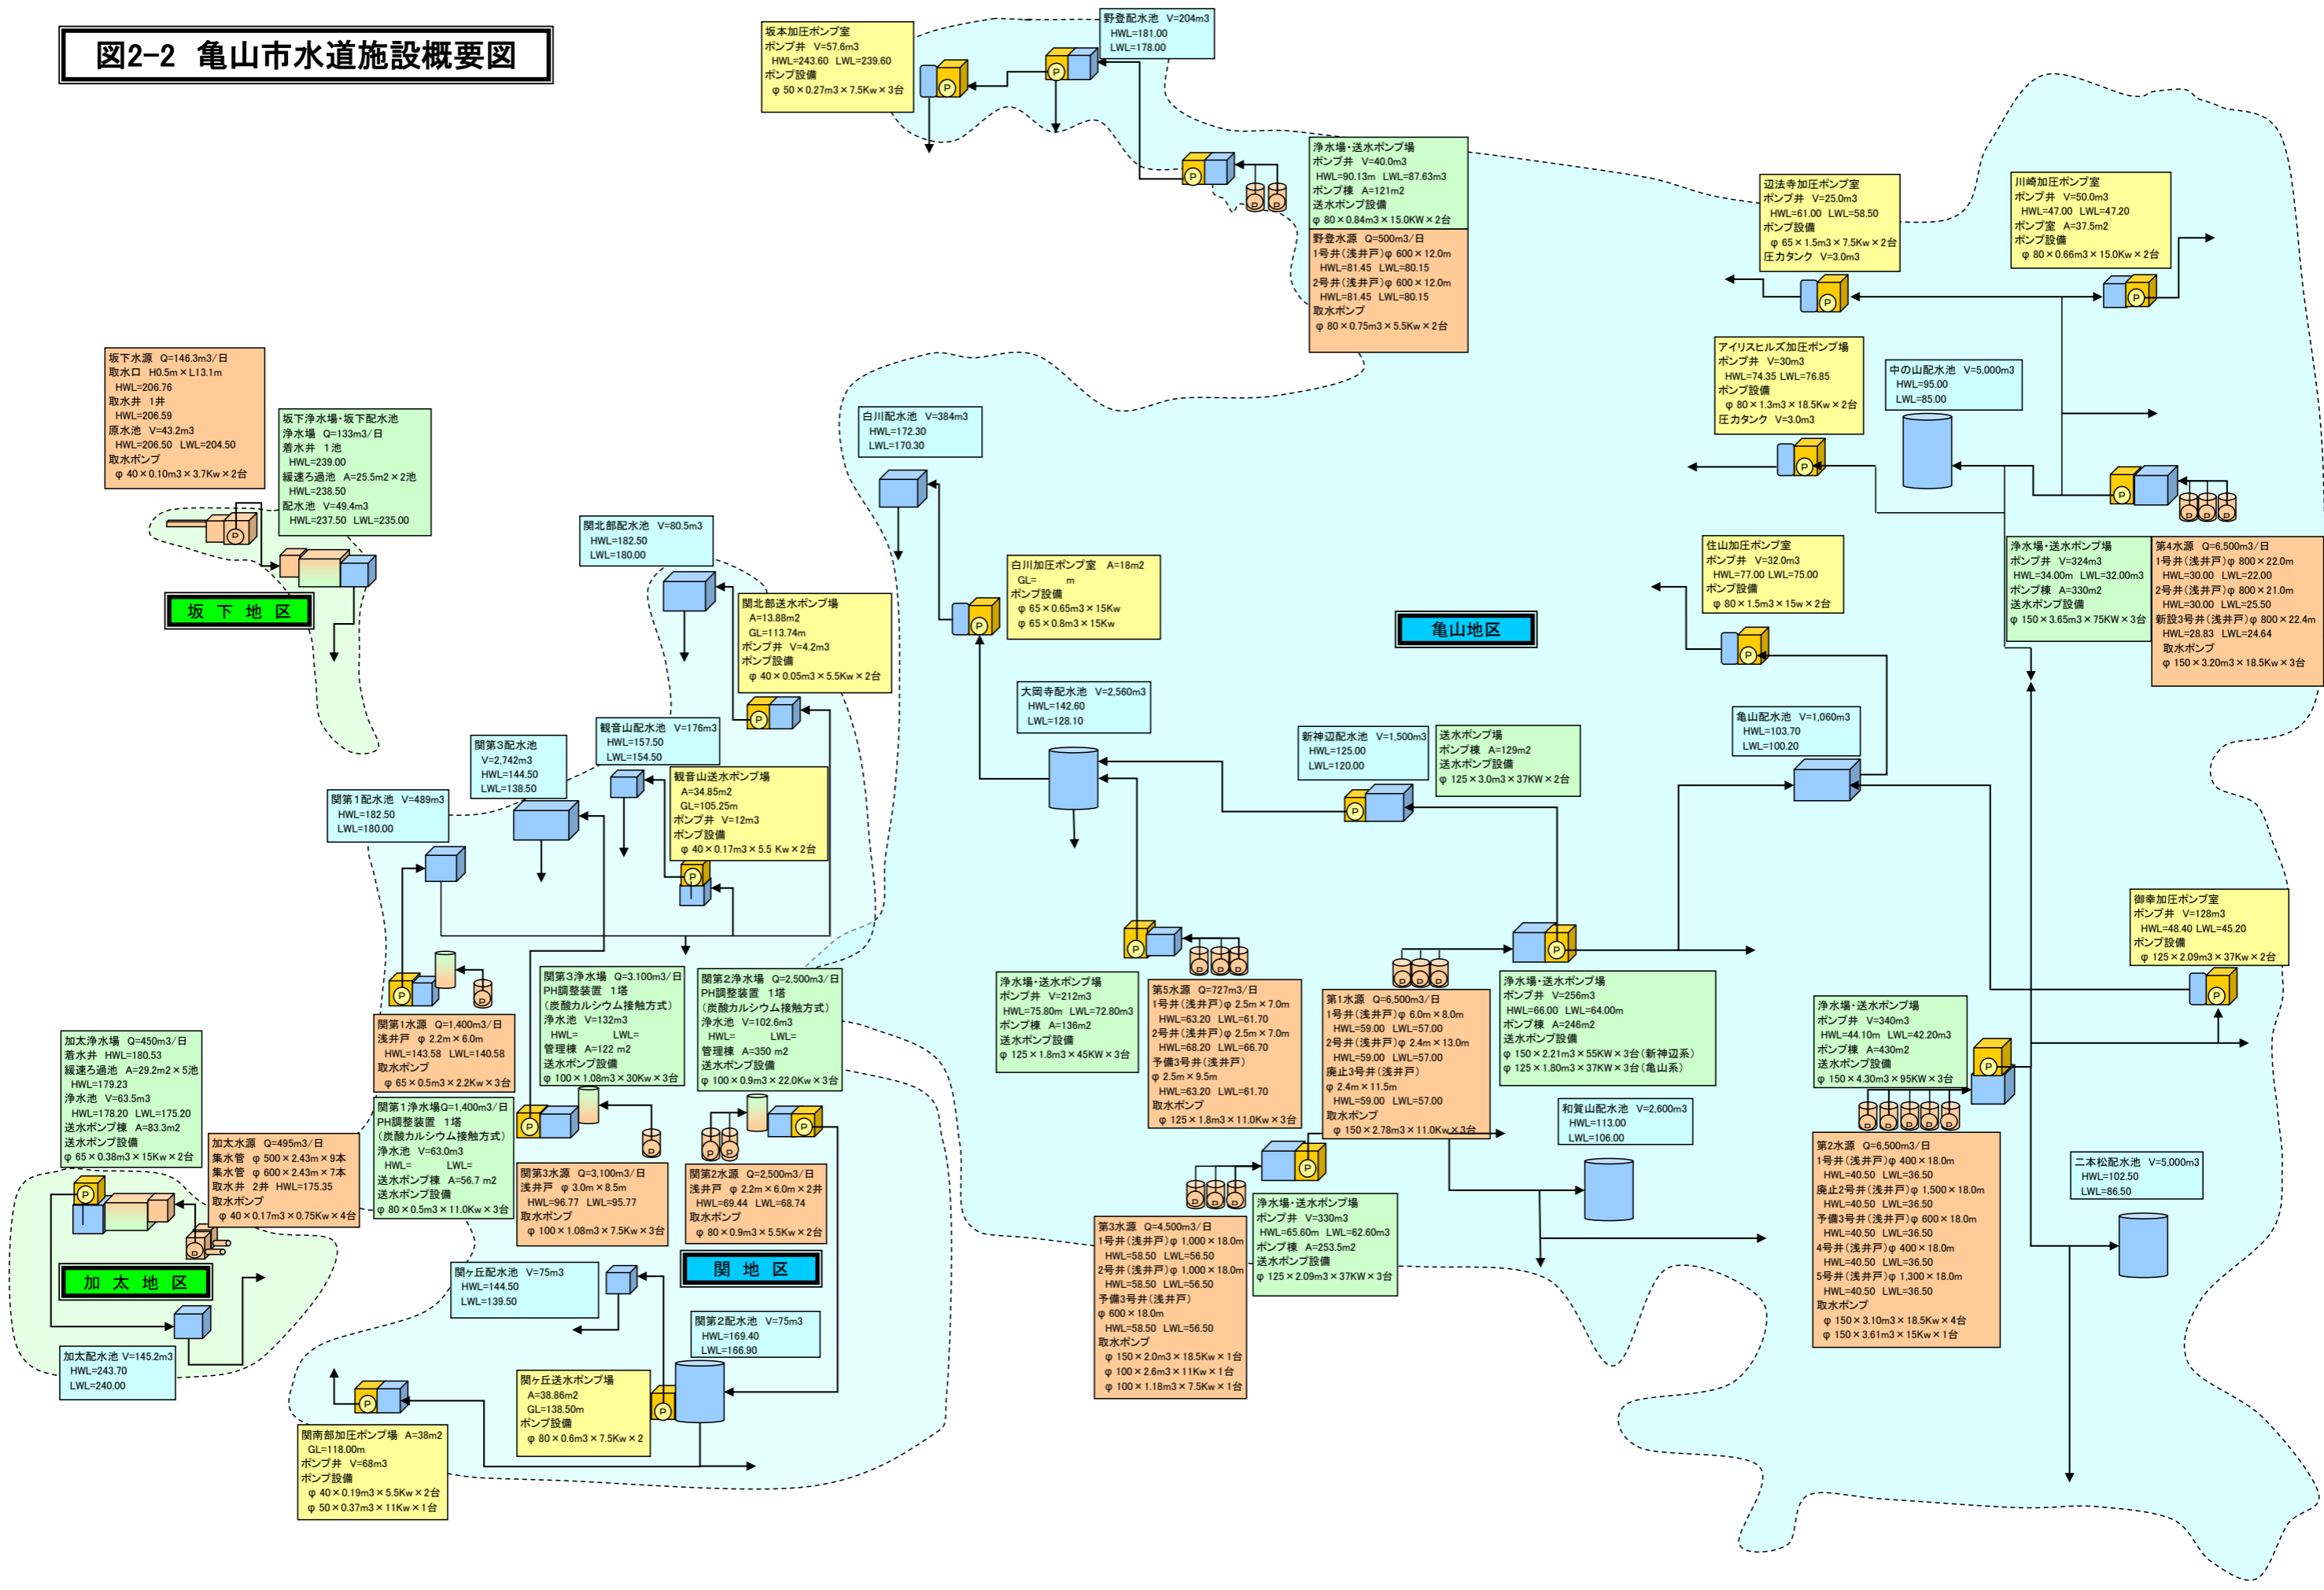 図2-2 亀山市水道施設概要図
坂本加圧ポンプ室
ポンプ井 V=57.6m3
HWL=243.60 LWL=239.60
ポンプ設備
φ 50×0.27m3×7.5Kw×3台
野登配水池 V=204m3
HWL=181.00
LWL=178.00
浄水場・送水ポンプ場
ポンプ井 V=40.0m3
HWL=90.13m LWL=87.63m3
ポンプ棟 A=121m2
送水ポンプ設備
φ 80×0.84m3×15.0KW×2台
野登水源 Q=500m3/日
1号井(浅井戸)φ 600×12.0m
HWL=81.45 LWL=80.15
2号井(浅井戸)φ 600×12.0m
HWL=81.45 LWL=80.15
取水ポンプ
φ 80×0.75m3×5.5Kw×2台
辺法寺加圧ポンプ室
ポンプ井 V=25.0m3
HWL=61.00 LWL=58.50
ポンプ設備
φ 65×1.5m3×7.5Kw×2台
圧力タンク V=3.0m3
川崎加圧ポンプ室
ポンプ井 V=50.0m3
HWL=47.00 LWL=47.20
ポンプ室 A=37.5m2
ポンプ設備
φ 80×0.66m3×15.0Kw×2台
アイリスヒルズ加圧ポンプ場
ポンプ井 V=30m3
HWL=74.35 LWL=76.85
ポンプ設備
φ 80×1.3m3×18.5Kw×2台
圧力タンク V=3.0m3
中の山配水池 V=5,000m3
HWL=95.00
LWL=85.00
坂下水源 Q=146.3m3/日
取水口 H0.5m×L13.1m
HWL=206.76
取水井 1井
HWL=206.59
原水池 V=43.2m3
HWL=206.50 LWL=204.50
取水ポンプ
φ 40×0.10m3×3.7Kw×2台
坂下浄水場・坂下配水池
浄水場 Q=133m3/日
着水井 1池
HWL=239.00
緩速ろ過池 A=25.5m2×2池
HWL=238.50
配水池 V=49.4m3
HWL=237.50 LWL=235.00
坂下地区
白川配水池 V=384m3
HWL=172.30
LWL=170.30
関北部配水池 V=80.5m3
HWL=182.50
LWL=180.00
白川加圧ポンプ室 A=18m2
GL= m
ポンプ設備
φ 65×0.65m3×15Kw
φ 65×0.8m3×15Kw
関北部送水ポンプ場
A=13.88m2
GL=113.74m
ポンプ井 V=4.2m3
ポンプ設備
φ 40×0.05m3×5.5Kw×2台
亀山地区
住山加圧ポンプ室
ポンプ井 V=32.0m3
HWL=77.00 LWL=75.00
ポンプ設備
φ 80×1.5m3×15w×2台
浄水場・送水ポンプ場
ポンプ井 V=324m3
HWL=34.00m LWL=32.00m3
ポンプ棟 A=330m2
送水ポンプ設備
φ 150×3.65m3×75KW×3台
第4水源 Q=6,500m3/日
1号井(浅井戸)φ 800×22.0m
HWL=30.00 LWL=22.00
2号井(浅井戸)φ 800×21.0m
HWL=30.00 LWL=25.50
新設3号井(浅井戸)φ 800×22.4m
HWL=28.83 LWL=24.64
取水ポンプ
φ 150×3.20m3×18.5Kw×3台
大岡寺配水池 V=2,560m3
HWL=142.60
LWL=128.10
新神辺配水池 V=1,500m3
HWL=125.00
LWL=120.00
送水ポンプ場
ポンプ棟 A=129m2
送水ポンプ設備
φ 125×3.0m3×37KW×2台
亀山配水池 V=1,060m3
HWL=103.70
LWL=100.20
観音山配水池 V=176m3
HWL=157.50
LWL=154.50
関第3配水池
V=2,742m3
HWL=144.50
LWL=138.50
観音山送水ポンプ場
A=34.85m2
GL=105.25m
ポンプ井 V=12m3
ポンプ設備
φ 40×0.17m3×5.5 Kw×2台
関第1配水池 V=489m3
HWL=182.50
LWL=180.00
御幸加圧ポンプ室
ポンプ井 V=128m3
HWL=48.40 LWL=45.20
ポンプ設備
φ 125×2.09m3×37Kw×2台
関第1水源 Q=1,400m3/日
浅井戸 φ 2.2m×6.0m
HWL=143.58 LWL=140.58
取水ポンプ
φ 65×0.5m3×2.2Kw×3台
関第3浄水場 Q=3.100m3/日
PH調整装置 1塔
(炭酸カルシウム接触方式)
浄水池 V=132m3
HWL= LWL=
管理棟 A=122 m2
送水ポンプ設備
φ 100×1.08m3×30Kw×3台
関第2浄水場 Q=2,500m3/日
PH調整装置 1塔
(炭酸カルシウム接触方式)
浄水池 V=102.6m3
HWL= LWL=
管理棟 A=350 m2
送水ポンプ設備
φ 100×0.9m3×22.0Kw×3台
浄水場・送水ポンプ場
ポンプ井 V=212m3
HWL=75.80m LWL=72.80m3
ポンプ棟 A=136m2
送水ポンプ設備
φ 125×1.8m3×45KW×3台
第5水源 Q=727m3/日
1号井(浅井戸)φ 2.5m×7.0m
HWL=63.20 LWL=61.70
2号井(浅井戸)φ 2.5m×7.0m
HWL=68.20 LWL=66.70
予備3号井(浅井戸)
φ 2.5m×9.5m
HWL=63.20 LWL=61.70
取水ポンプ
φ 125×1.8m3×11.0Kw×3台
第1水源 Q=6,500m3/日
1号井(浅井戸)φ 6.0m×8.0m
HWL=59.00 LWL=57.00
2号井(浅井戸)φ 2.4m×13.0m
HWL=59.00 LWL=57.00
廃止3号井(浅井戸)
φ 2.4m×11.5m
HWL=59.00 LWL=57.00
取水ポンプ
φ 150×2.78m3×11.0Kw×3台
浄水場・送水ポンプ場
ポンプ井 V=256m3
HWL=66.00 LWL=64.00m
ポンプ棟 A=246m2
送水ポンプ設備
φ 150×2.21m3×55KW×3台(新神辺系)
φ 125×1.80m3×37KW×3台(亀山系)
浄水場・送水ポンプ場
ポンプ井 V=340m3
HWL=44.10m LWL=42.20m3
ポンプ棟 A=430m2
送水ポンプ設備
φ 150×4.30m3×95KW×3台
加太浄水場 Q=450m3/日
着水井 HWL=180.53
緩速ろ過池 A=29.2m2×5池
HWL=179.23
浄水池 V=63.5m3
HWL=178.20 LWL=175.20
送水ポンプ棟 A=83.3m2
送水ポンプ設備
φ 65×0.38m3×15Kw×2台
加太水源 Q=495m3/日
集水管 φ 500×2.43m×9本
集水管 φ 600×2.43m×7本
取水井 2井 HWL=175.35
取水ポンプ
φ 40×0.17m3×0.75Kw×4台
関第1浄水場Q=1,400m3/日
PH調整装置 1塔
(炭酸カルシウム接触方式)
浄水池 V=63.0m3
HWL= LWL=
送水ポンプ棟 A=56.7 m2
送水ポンプ設備
φ 80×0.5m3×11.0Kw×3台
関第3水源 Q=3,100m3/日
浅井戸 φ 3.0m×8.5m
HWL=96.77 LWL=95.77
取水ポンプ
φ 100×1.08m3×7.5Kw×3台
関第2水源 Q=2,500m3/日
浅井戸 φ 2.2m×6.0m×2井
HWL=69.44 LWL=68.74
取水ポンプ
φ 80×0.9m3×5.5Kw×2台
和賀山配水池 V=2,600m3
HWL=113.00
LWL=106.00
第2水源 Q=6,500m3/日
1号井(浅井戸)φ 400×18.0m
HWL=40.50 LWL=36.50
廃止2号井(浅井戸)φ 1,500×18.0m
HWL=40.50 LWL=36.50
予備3号井(浅井戸)φ 600×18.0m
HWL=40.50 LWL=36.50
4号井(浅井戸)φ 400×18.0m
HWL=40.50 LWL=36.50
5号井(浅井戸)φ 1,300×18.0m
HWL=40.50 LWL=36.50
取水ポンプ
φ 150×3.10m3×18.5Kw×4台
φ 150×3.61m3×15Kw×1台
二本松配水池 V=5,000m3
HWL=102.50
LWL=86.50
第3水源 Q=4,500m3/日
1号井(浅井戸)φ 1,000×18.0m
HWL=58.50 LWL=56.50
2号井(浅井戸)φ 1,000×18.0m
HWL=58.50 LWL=56.50
予備3号井(浅井戸)
φ 600×18.0m
HWL=58.50 LWL=56.50
取水ポンプ
φ 150×2.0m3×18.5Kw×1台
φ 100×2.6m3×11Kw×1台
φ 100×1.18m3×7.5Kw×1台
浄水場・送水ポンプ場
ポンプ井 V=330m3
HWL=65.60m LWL=62.60m3
ポンプ棟 A=253.5m2
送水ポンプ設備
φ 125×2.09m3×37KW×3台
加太地区
関地区
関ヶ丘配水池 V=75m3
HWL=144.50
LWL=139.50
関第2配水池 V=75m3
HWL=169.40
LWL=166.90
加太配水池 V=145.2m3
HWL=243.70
LWL=240.00
関ヶ丘送水ポンプ場
A=38.86m2
GL=138.50m
ポンプ設備
φ 80×0.6m3×7.5Kw×2
関南部加圧ポンプ場 A=38m2
GL=118.00m
ポンプ井 V=68m3
ポンプ設備
φ 40×0.19m3×5.5Kw×2台
φ 50×0.37m3×11Kw×1台